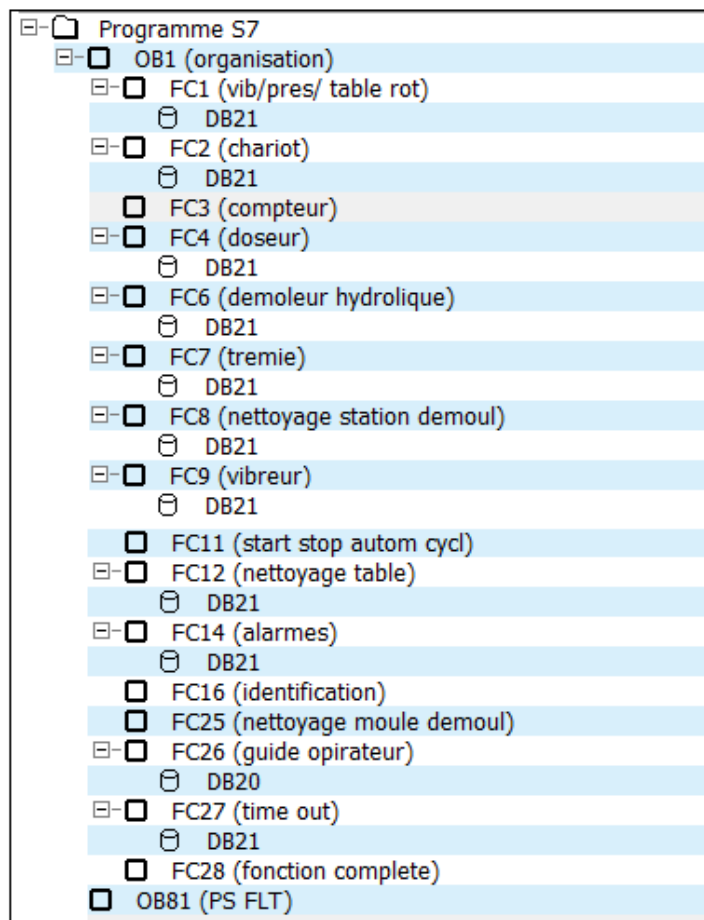 Programme S7
OB1 (organisation)
FC1 (vib/pres/ table rot)
DB21
FC2 (chariot)
DB21
FC3 (compteur)
FC4 (doseur)
DB21
FC6 (demoleur hydrolique)
DB21
FC7 (tremie)
DB21
FC8 (nettoyage station demoul)
DB21
FC9 (vibreur)
DB21
FC11 (start stop autom cycl)
FC12 (nettoyage table)
DB21
FC14 (alarmes)
DB21
FC16 (identification)
FC25 (nettoyage moule demoul)
FC26 (guide opirateur)
DB20
FC27 (time out)
DB21
FC28 (fonction complete)
OB81 (PS FLT)